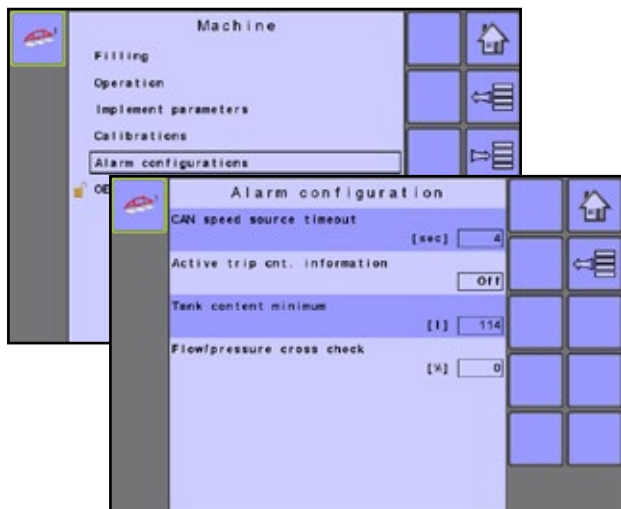 Machine
Filling
Operation
Implement parameters
Calibrations
Alarm configurations
OE
Alarm configuration
CAN speed source timeout
[sec] 4
Active trip cnt. information
Off
Tank content minimum
[l] 114
Flow/pressure cross check
[%] 0